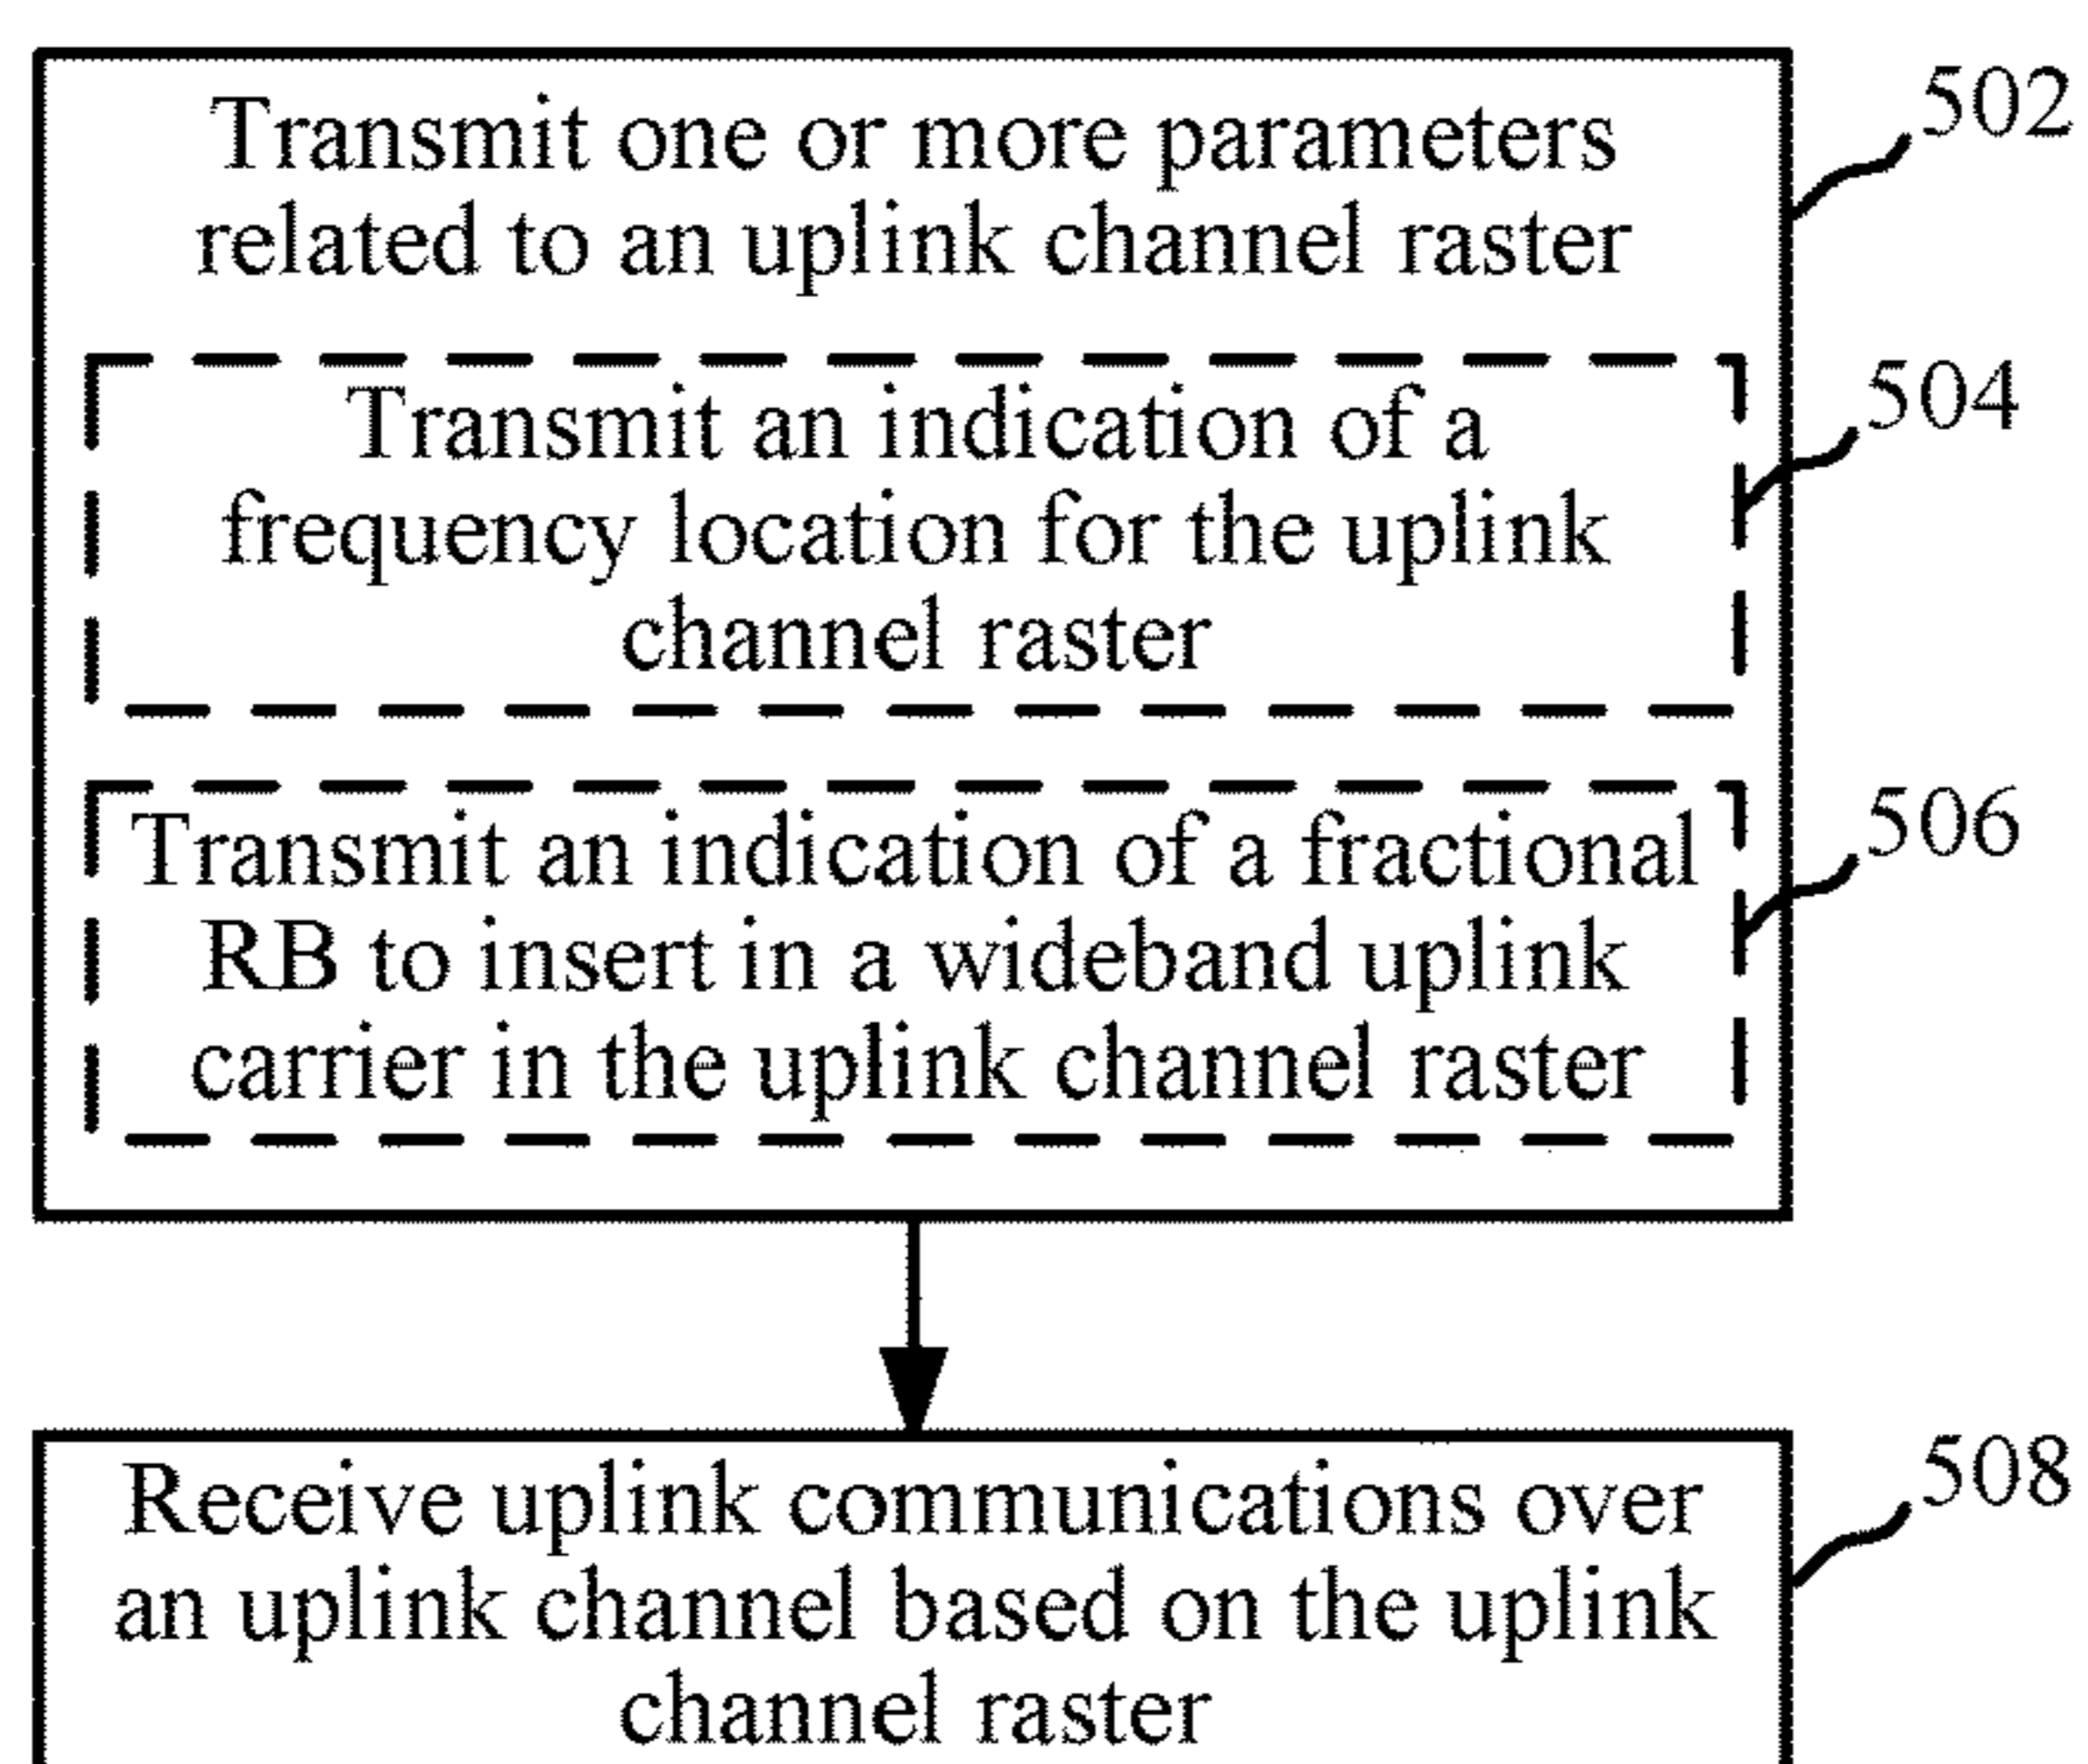 Transmit one or more parameters
related to an uplink channel raster
502
Transmit an indication of a
frequency location for the uplink
channel raster
504
Transmit an indication of a fractional
RB to insert in a wideband uplink
carrier in the uplink channel raster
506
Receive uplink communications over
an uplink channel based on the uplink
channel raster
508